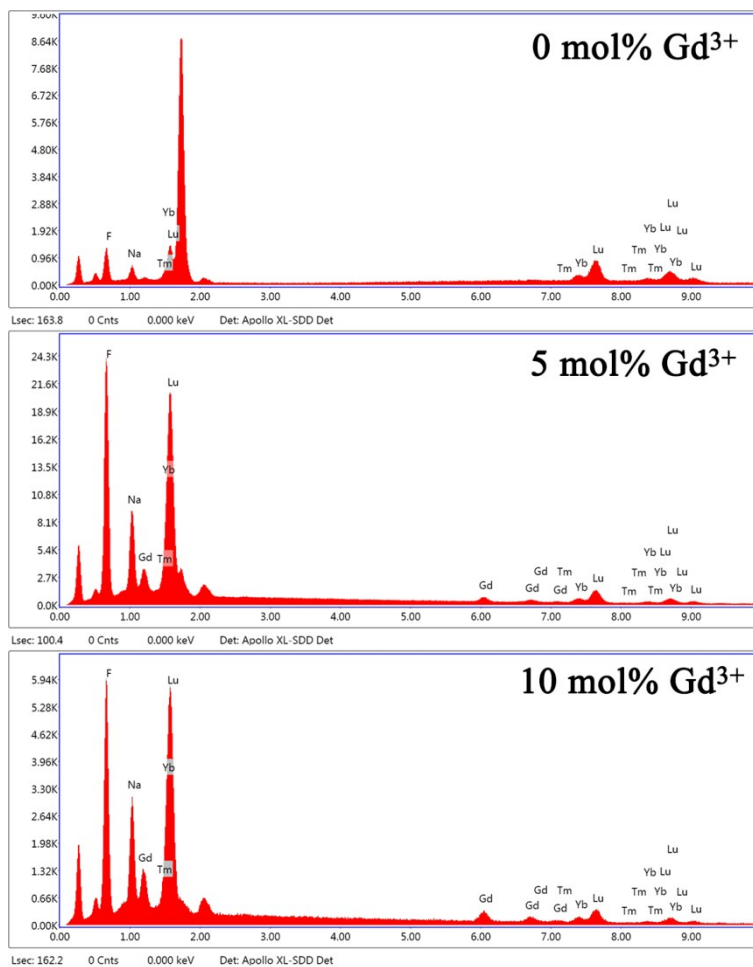 9.60K
0 mol% Gd³⁺
8.64K
7.68K
6.72K
5.76K
4.80K
3.84K
2.88K Yb Lu
1.92K F Lu Yb Lu Lu
0.96K Na Tm Tm Yb Lu Tm Yb Tm Tm Yb Lu
0.00K
0.00 1.00 2.00 3.00 4.00 5.00 6.00 7.00 8.00 9.00
Lsec: 163.8 0 Cnts 0.000 keV Det: Apollo XL-SDD Det
5 mol% Gd³⁺
24.3K F
21.6K Lu
18.9K
16.2K
13.5K Yb
10.8K Na
8.1K Lu
5.4K Gd Tm Yb Lu
2.7K Gd Gd Gd Tm Gd Yb Lu Tm Yb Lu Tm Tm Yb Lu
0.0K
0.00 1.00 2.00 3.00 4.00 5.00 6.00 7.00 8.00 9.00
Lsec: 100.4 0 Cnts 0.000 keV Det: Apollo XL-SDD Det
10 mol% Gd³⁺
5.94K F Lu
5.28K
4.62K
3.96K Yb
3.30K Na
2.64K
1.98K Gd Lu
1.32K Tm Yb Lu
0.66K Gd Gd Gd Tm Gd Yb Lu Tm Yb Lu Tm Tm Yb Lu
0.00K
0.00 1.00 2.00 3.00 4.00 5.00 6.00 7.00 8.00 9.00
Lsec: 162.2 0 Cnts 0.000 keV Det: Apollo XL-SDD Det